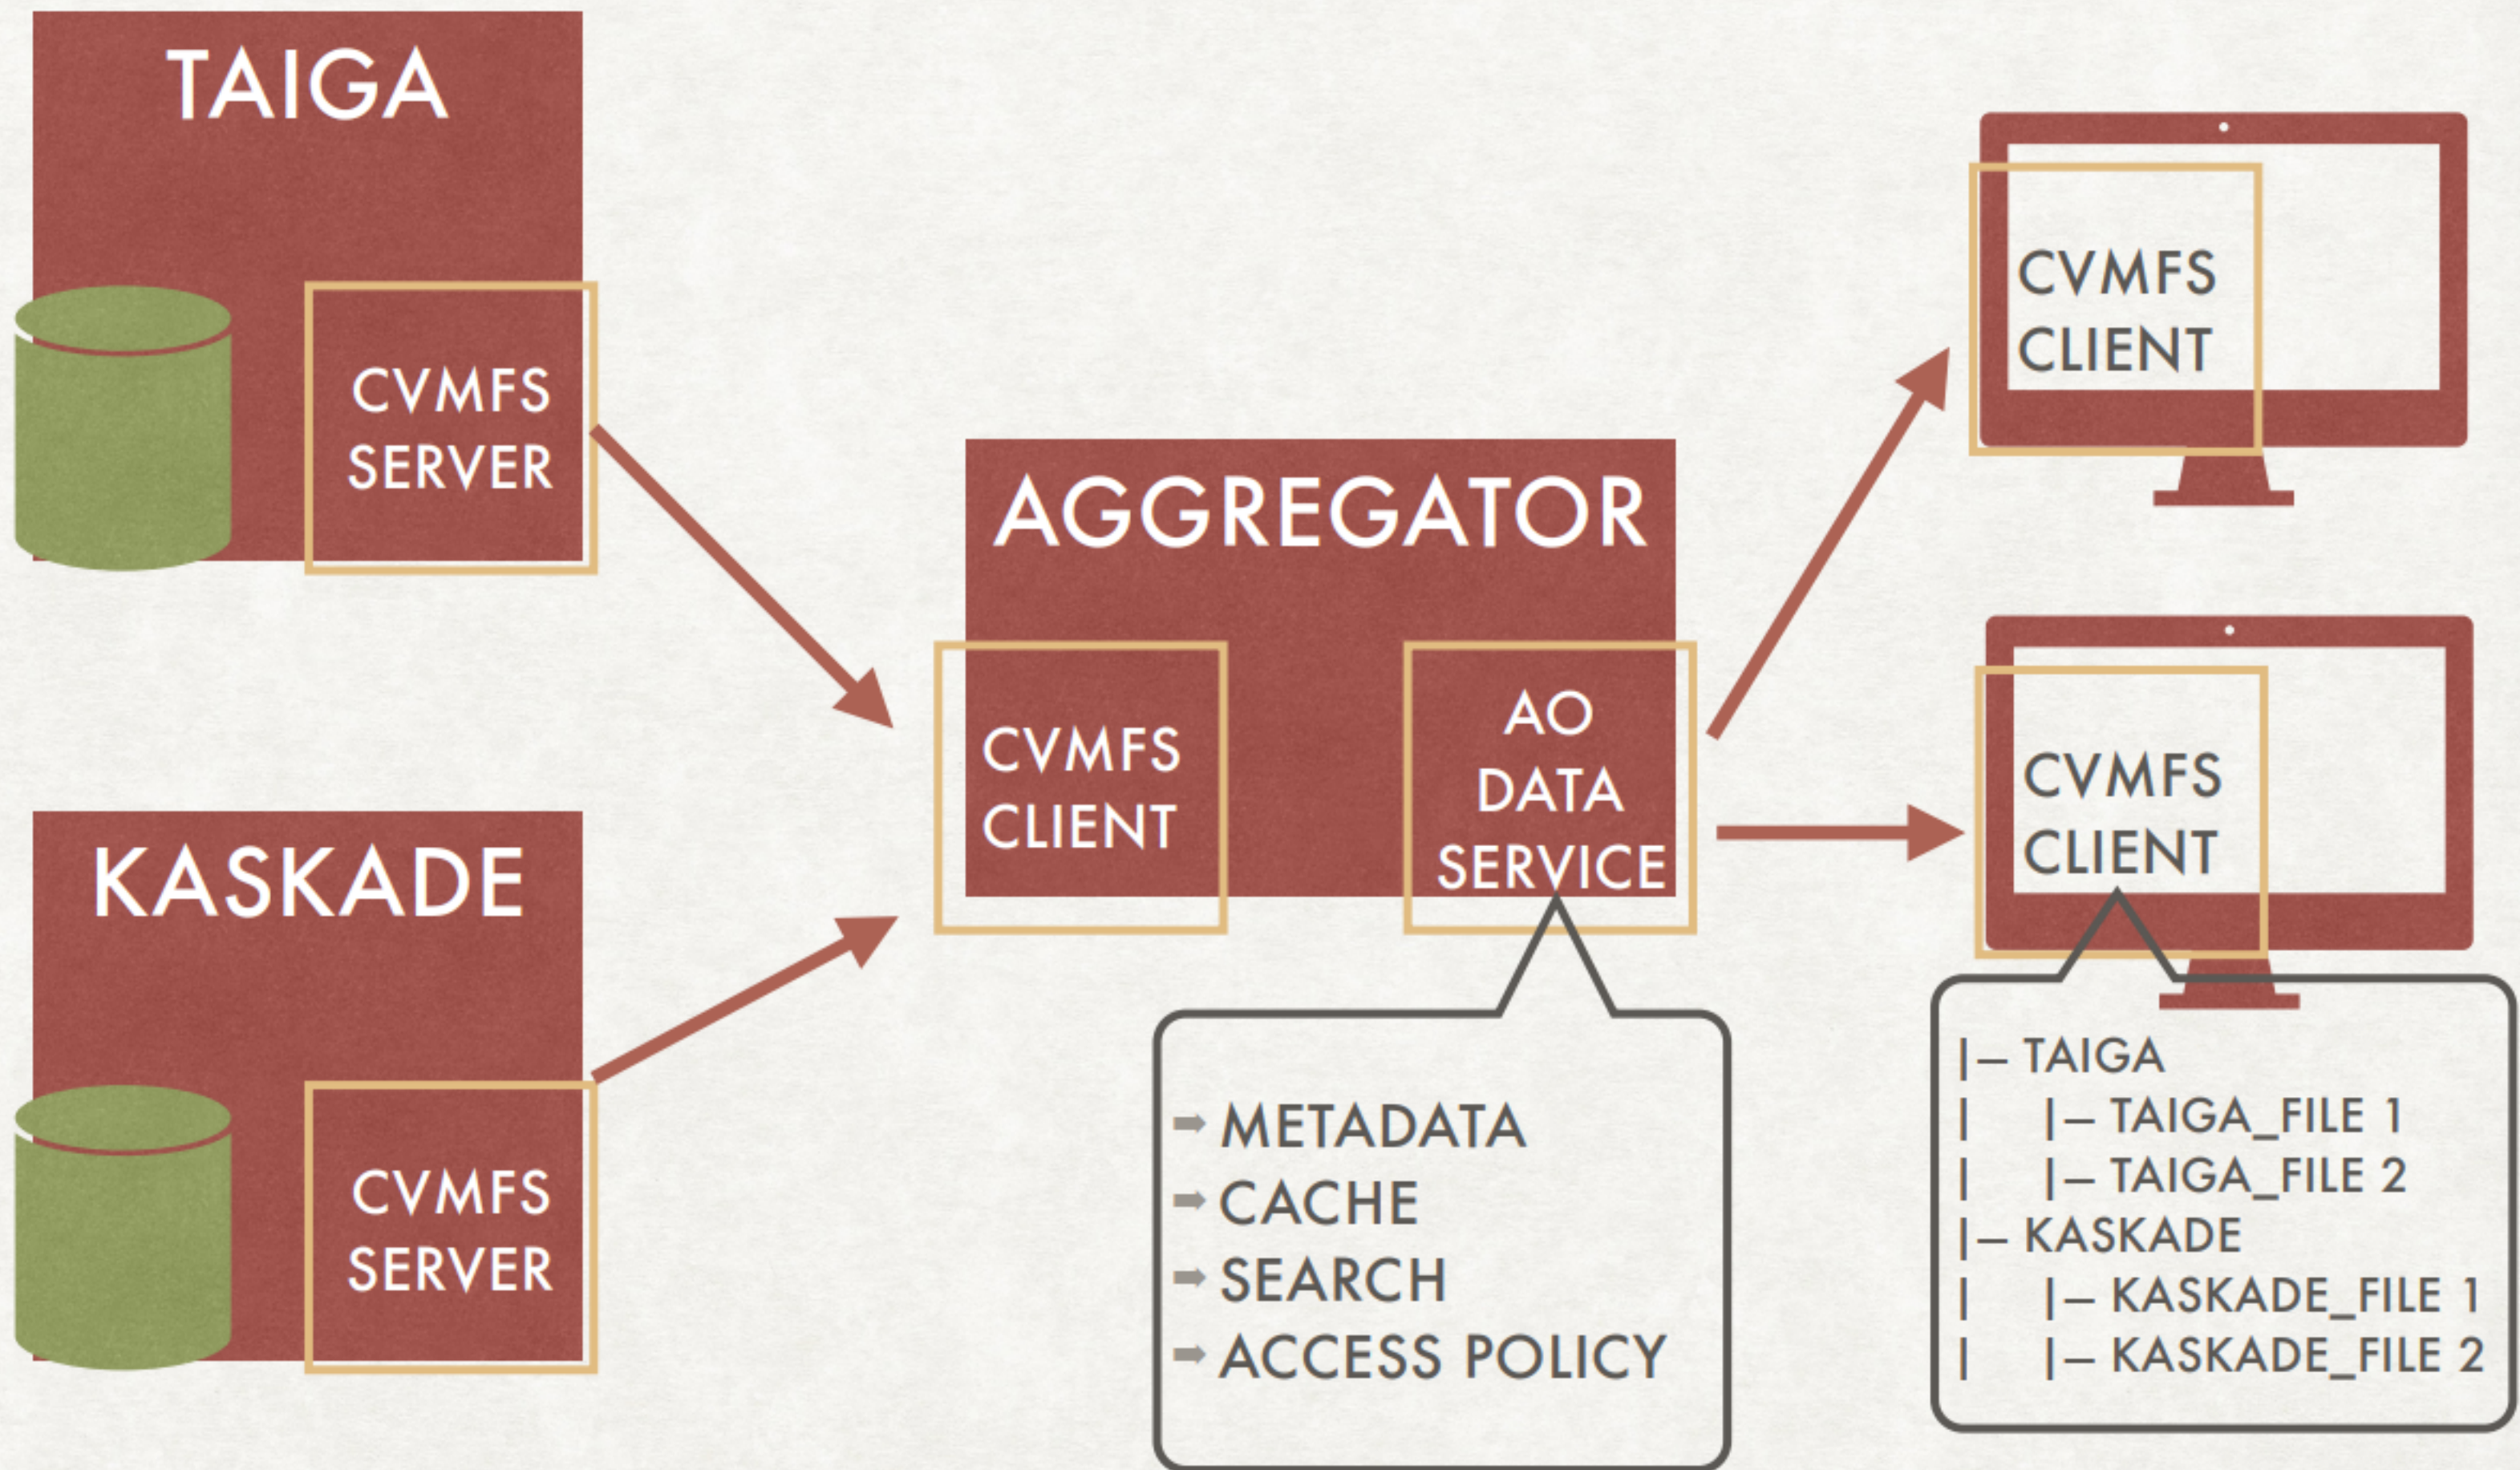 TAIGA
CVMFS
SERVER
KASKADE
CVMFS
SERVER
AGGREGATOR
CVMFS
CLIENT
AO
DATA
SERVICE
➡ METADATA
➡ CACHE
➡ SEARCH
➡ ACCESS POLICY
CVMFS
CLIENT
CVMFS
CLIENT
|— TAIGA
|     |— TAIGA_FILE 1
|     |— TAIGA_FILE 2
|— KASKADE
|     |— KASKADE_FILE 1
|     |— KASKADE_FILE 2